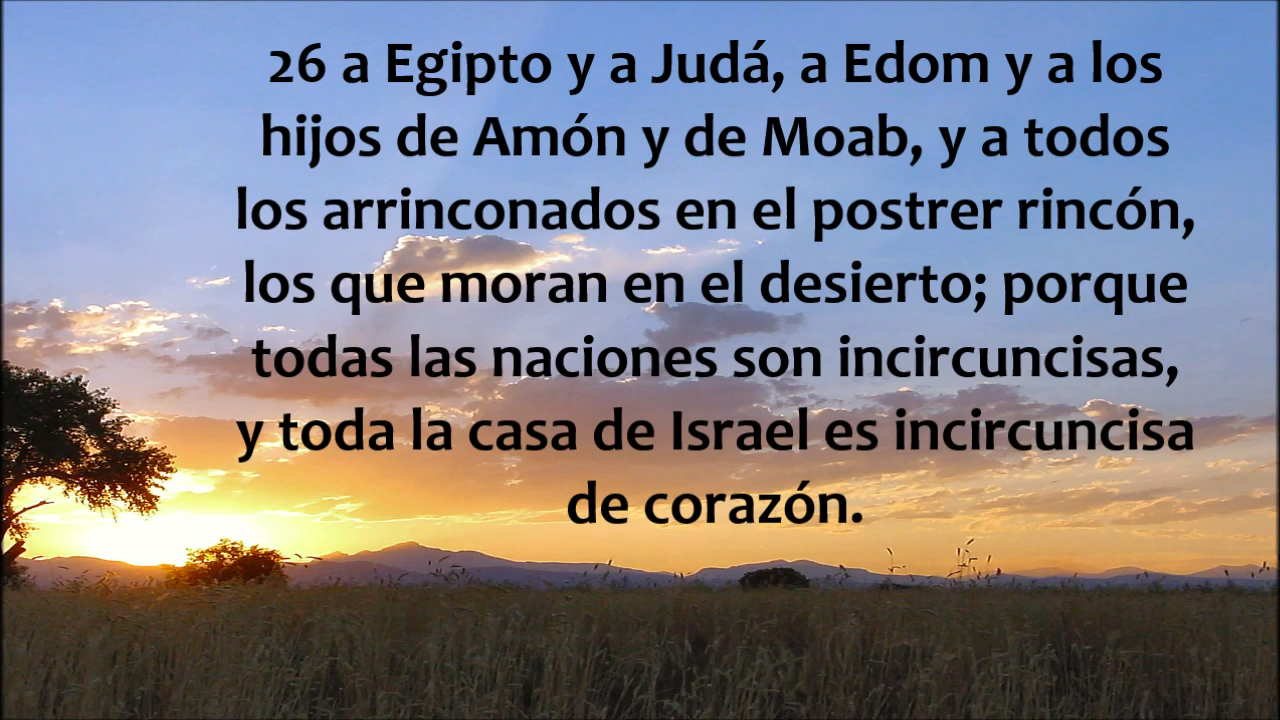 26 a Egipto y a Judá, a Edom y a los
hijos de Amón y de Moab, y a todos
los arrinconados en el postrer rincón,
los que moran en el desierto; porque
todas las naciones son incircuncisas,
y toda la casa de Israel es incircuncisa
de corazón.